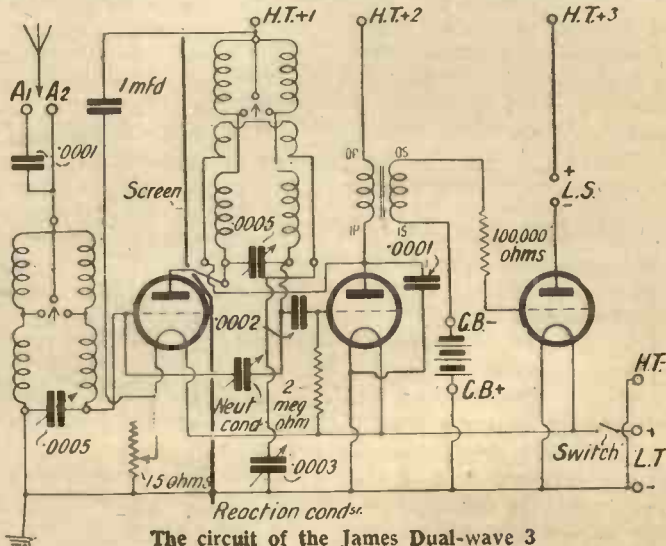 H.T.+1
H.T.+2
H.T.+3
A1 A2
1 mfd
.0001
Screen
OP OS
+
L.S.
-
.0005
IP IS
.0001
100,000
ohms
.0002
G.B.-
G.B.+
Neut
cond
2
meg
ohm
H.T.-
+
L.T
-
Switch
.0005
15 ohms
.0003
Reaction condsr.
The circuit of the James Dual-wave 3